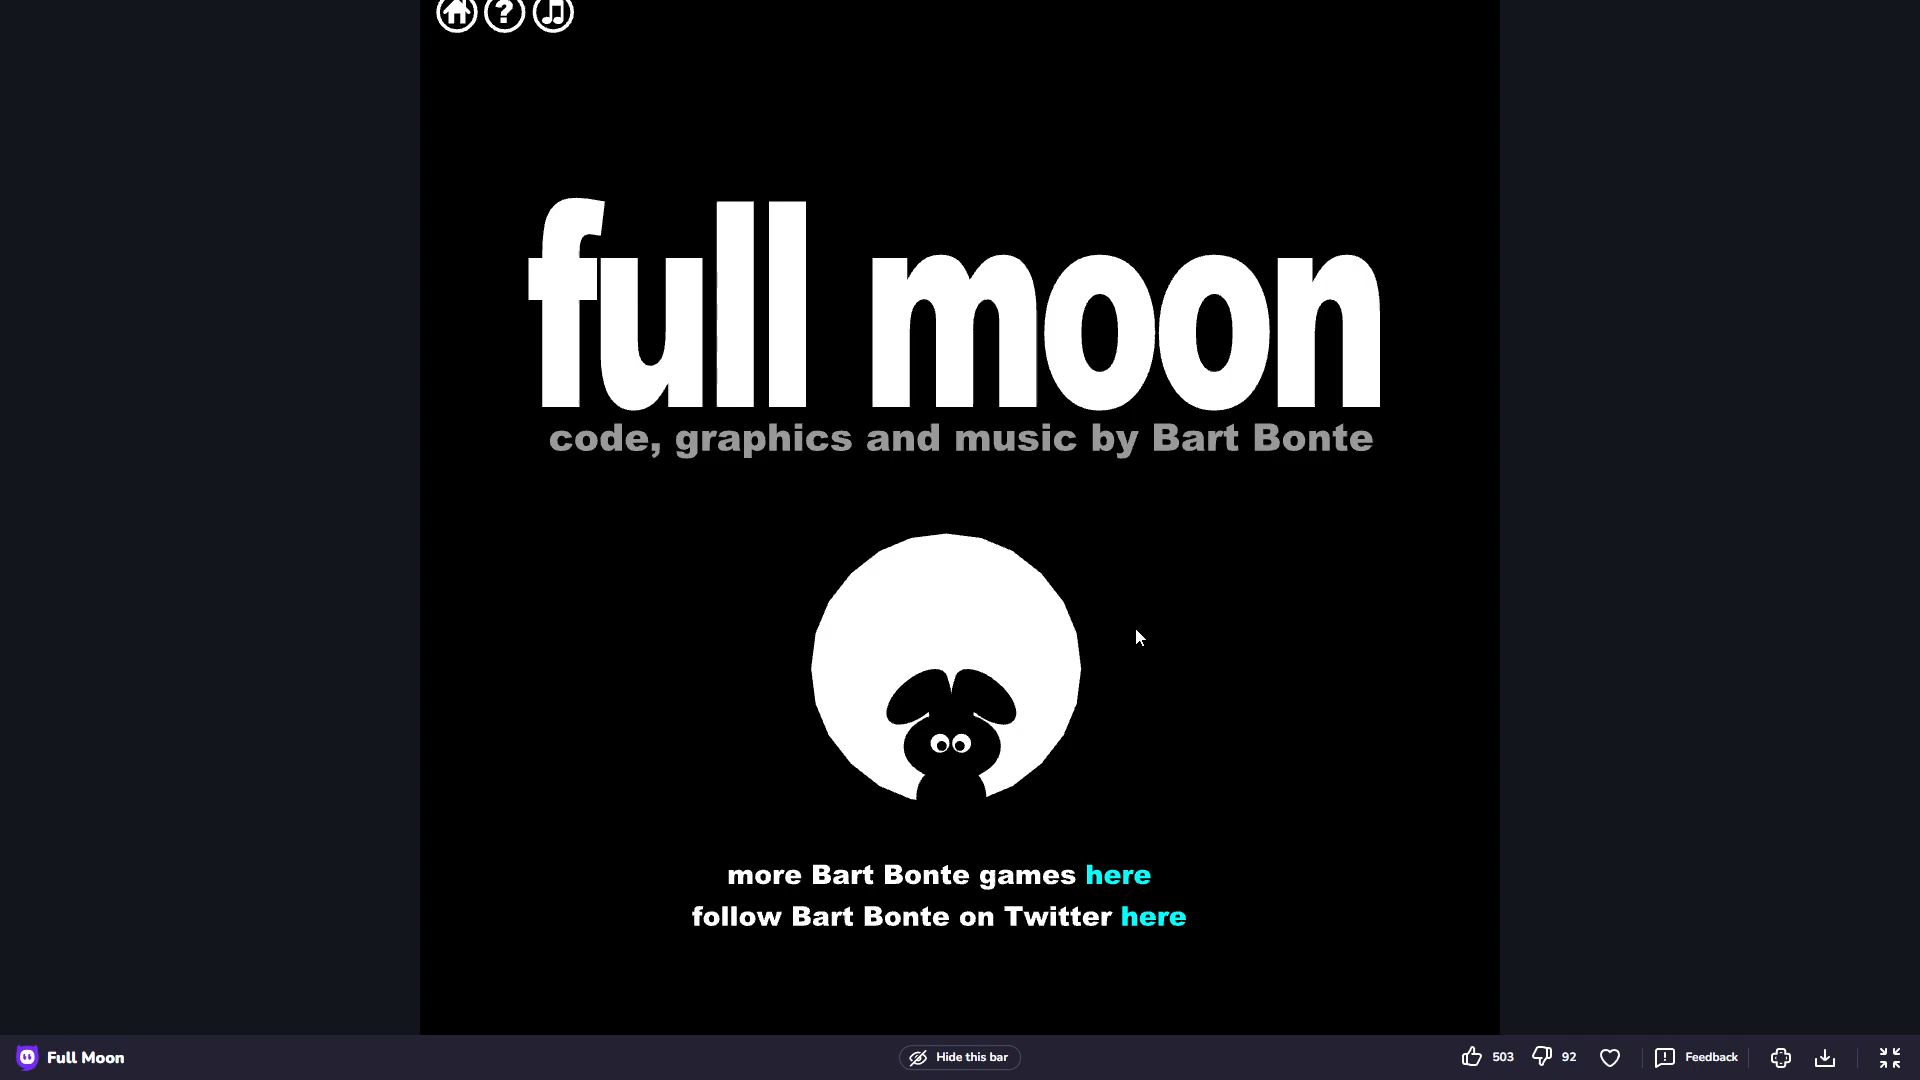 ?
full moon
code, graphics and music by Bart Bonte
more Bart Bonte games here
follow Bart Bonte on Twitter here
Full Moon
Hide this bar
503
92
Feedback